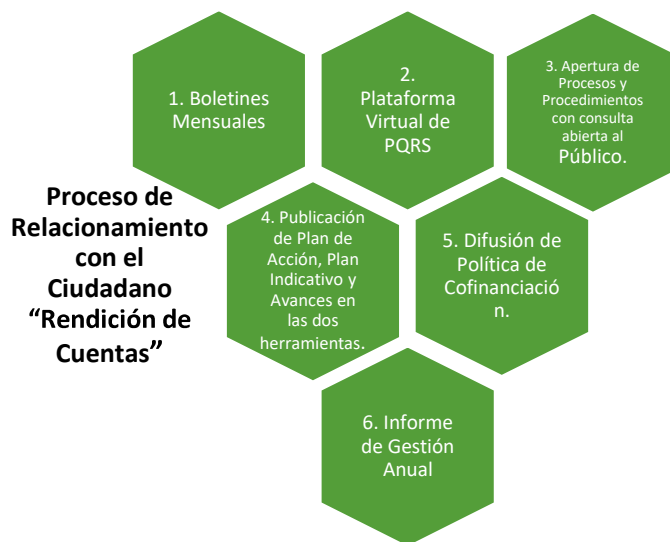 1. Boletines
Mensuales
2.
Plataforma
Virtual de
PQRS
3. Apertura de
Procesos y
Procedimientos
con consulta
abierta al
Público.
Proceso de
Relacionamiento
con el
Ciudadano
“Rendición de
Cuentas”
4. Publicación
de Plan de
Acción, Plan
Indicativo y
Avances en
las dos
herramientas.
5. Difusión de
Política de
Cofinanciació
n.
6. Informe
de Gestión
Anual